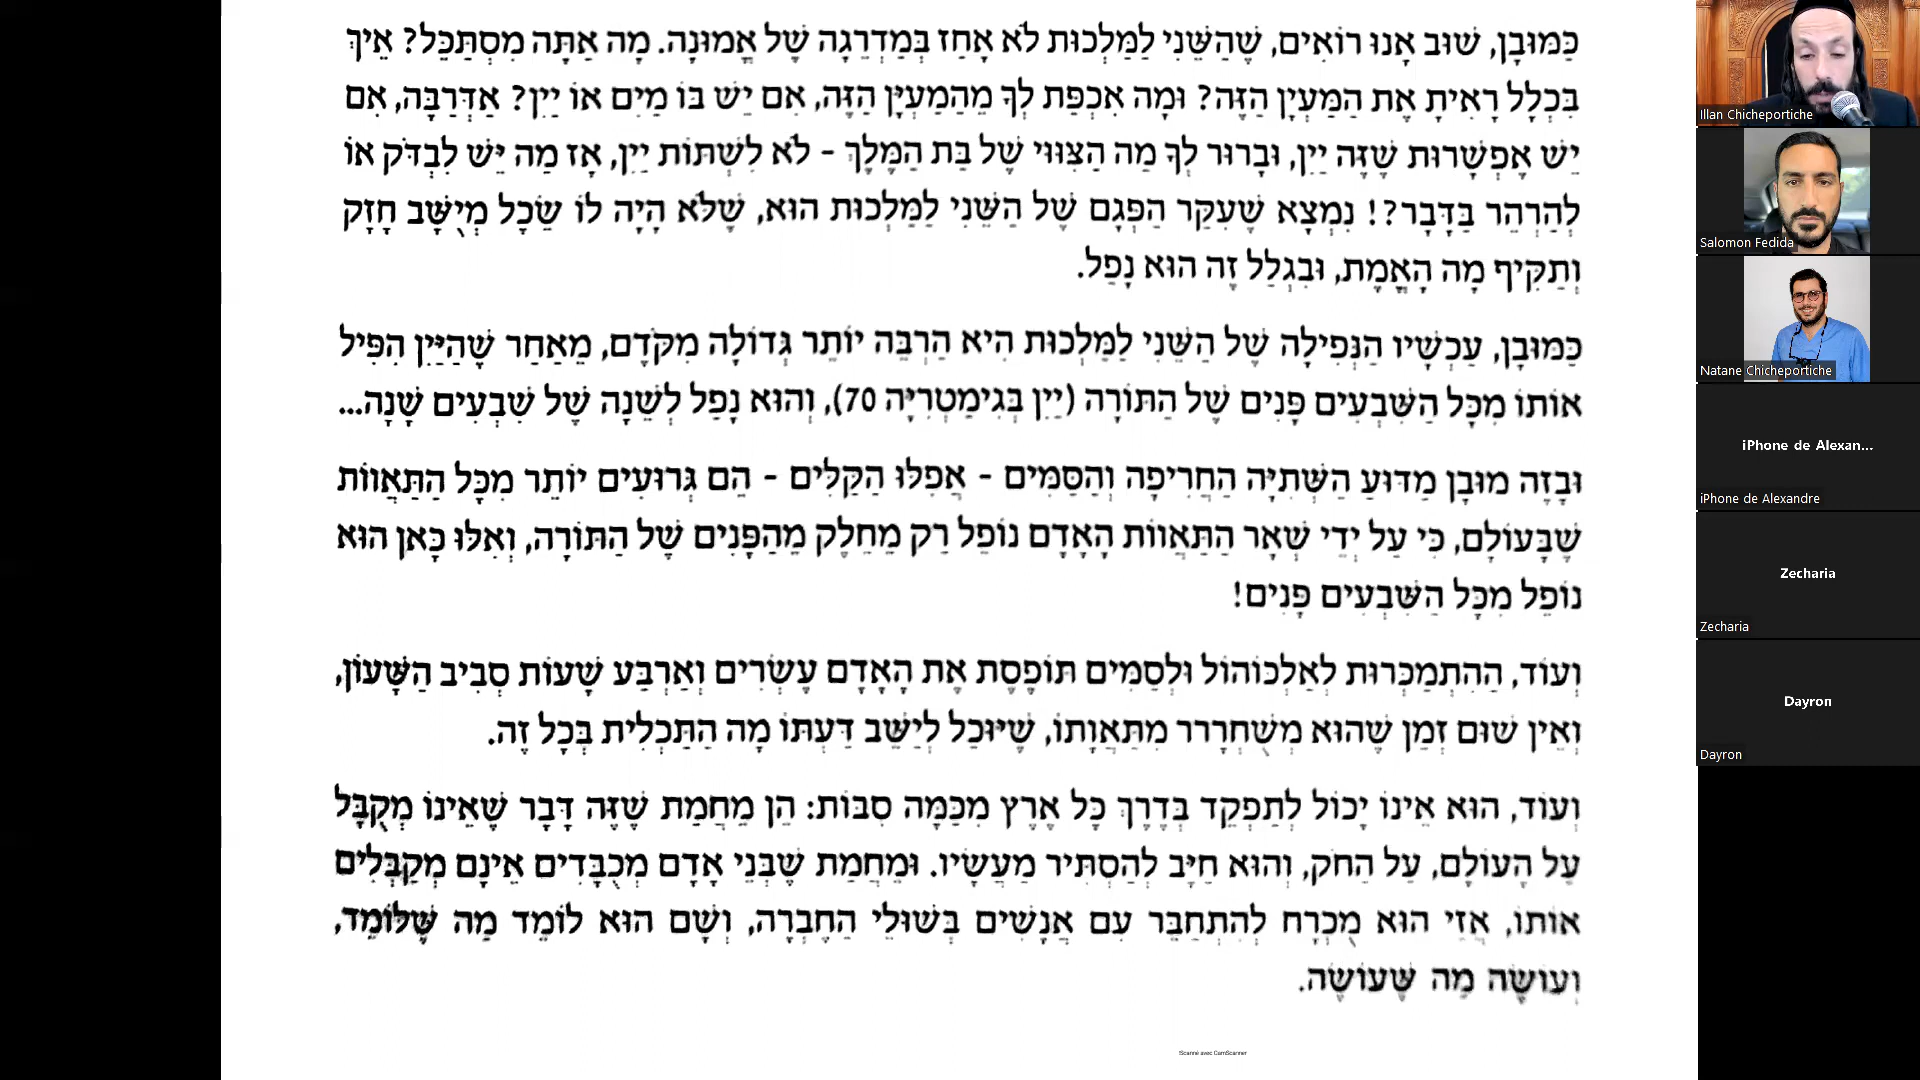 כַּמּוּבָן, שׁוּב אָנוּ רוֹאִים, שֶׁהַשֵּׁנִי לַמַּלְכוּת לֹא אָחַז בְּמַדְרֵגָה שֶׁל אֱמוּנָה. מָה אַתָּה מִסְתַּכֵּל? אֵיךְ
בִּכְלָל רָאִיתָ אֶת הַמַּעְיָן הַזֶּה? וּמָה אִכְפַּת לְךָ מֵהַמַּעְיָן הַזֶּה, אִם יֵשׁ בּוֹ מַיִם אוֹ יַיִן? אַדְּרַבָּה, אִם
יֵשׁ אֶפְשָׁרוּת שֶׁזֶּה יַיִן, וּבָרוּר לְךָ מַה הַצִּוּוּי שֶׁל בַּת הַמֶּלֶךְ - לֹא לִשְׁתּוֹת יַיִן, אָז מַה יֵּשׁ לִבְדֹּק אוֹ
לְהַרְהֵר בַּדָּבָר?! נִמְצָא שֶׁעִקַּר הַפְּגָם שֶׁל הַשֵּׁנִי לַמַּלְכוּת הוּא, שֶׁלֹּא הָיָה לוֹ שֵׂכֶל מְיֻשָּׁב חָזָק
וְתַקִּיף מָה הָאֱמֶת, וּבִגְלַל זֶה הוּא נָפַל.
כַּמּוּבָן, עַכְשָׁיו הַנְּפִילָה שֶׁל הַשֵּׁנִי לַמַּלְכוּת הִיא הַרְבֵּה יוֹתֵר גְּדוֹלָה מִקֹּדֶם, מֵאַחַר שֶׁהַיַּיִן הִפִּיל
אוֹתוֹ מִכָּל הַשִּׁבְעִים פָּנִים שֶׁל הַתּוֹרָה (יַיִן בְּגִימַטְרִיָּה 70), וְהוּא נָפַל לְשֵׁנָה שֶׁל שִׁבְעִים שָׁנָה...
וּבָזֶה מוּבָן מַדּוּעַ הַשְּׁתִיָּה הַחֲרִיפָה וְהַסַּמִּים - אֲפִלּוּ הַקַּלִּים - הֵם גְּרוּעִים יוֹתֵר מִכָּל הַתַּאֲווֹת
שֶׁבָּעוֹלָם, כִּי עַל יְדֵי שְׁאָר הַתַּאֲווֹת הָאָדָם נוֹפֵל רַק מֵחֵלֶק מֵהַפָּנִים שֶׁל הַתּוֹרָה, וְאִלּוּ כָּאן הוּא
נוֹפֵל מִכָּל הַשִּׁבְעִים פָּנִים!
וְעוֹד, הַהִתְמַכְּרוּת לְאַלְכּוֹהוֹל וּלְסַמִּים תּוֹפֶסֶת אֶת הָאָדָם עֶשְׂרִים וְאַרְבַּע שָׁעוֹת סְבִיב הַשָּׁעוֹן,
וְאֵין שׁוּם זְמַן שֶׁהוּא מְשֻׁחְרָר מִתַּאֲוָתוֹ, שֶׁיּוּכַל לְיַשֵּׁב דַּעְתּוֹ מָה הַתַּכְלִית בְּכָל זֶה.
וְעוֹד, הוּא אֵינוֹ יָכוֹל לְתַפְקֵד בְּדֶרֶךְ כָּל אֶרֶץ מִכַּמָּה סִבּוֹת: הֵן מֵחֲמַת שֶׁזֶּה דָּבָר שֶׁאֵינוֹ מְקֻבָּל
עַל הָעוֹלָם, עַל הַחֹק, וְהוּא חַיָּב לְהַסְתִּיר מַעֲשָׂיו. וּמֵחֲמַת שֶׁבְּנֵי אָדָם מְכֻבָּדִים אֵינָם מְקַבְּלִים
אוֹתוֹ, אֲזַי הוּא מֻכְרָח לְהִתְחַבֵּר עִם אֲנָשִׁים בְּשׁוּלֵי הַחֶבְרָה, וְשָׁם הוּא לוֹמֵד מַה שֶּׁלּוֹמֵד,
וְעוֹשֶׂה מַה שֶּׁעוֹשֶׂה.
Scanné avec CamScanner
Illan Chicheportiche
Salomon Fedida
Natane Chicheportiche
iPhone de Alexan...
iPhone de Alexandre
Zecharia
Zecharia
Dayron
Dayron